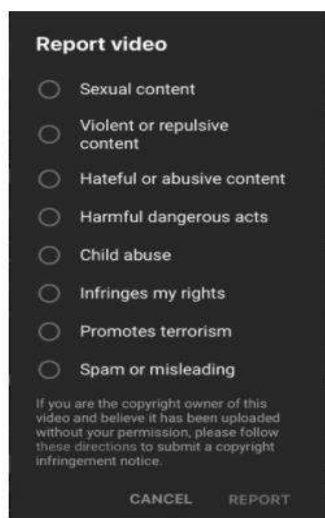 Report video
Sexual content
Violent or repulsive
content
Hateful or abusive content
Harmful dangerous acts
Child abuse
Infringes my rights
Promotes terrorism
Spam or misleading
If you are the copyright owner of this
video and believe it has been uploaded
without your permission, please follow
these directions to submit a copyright
infringement notice.
CANCEL REPORT